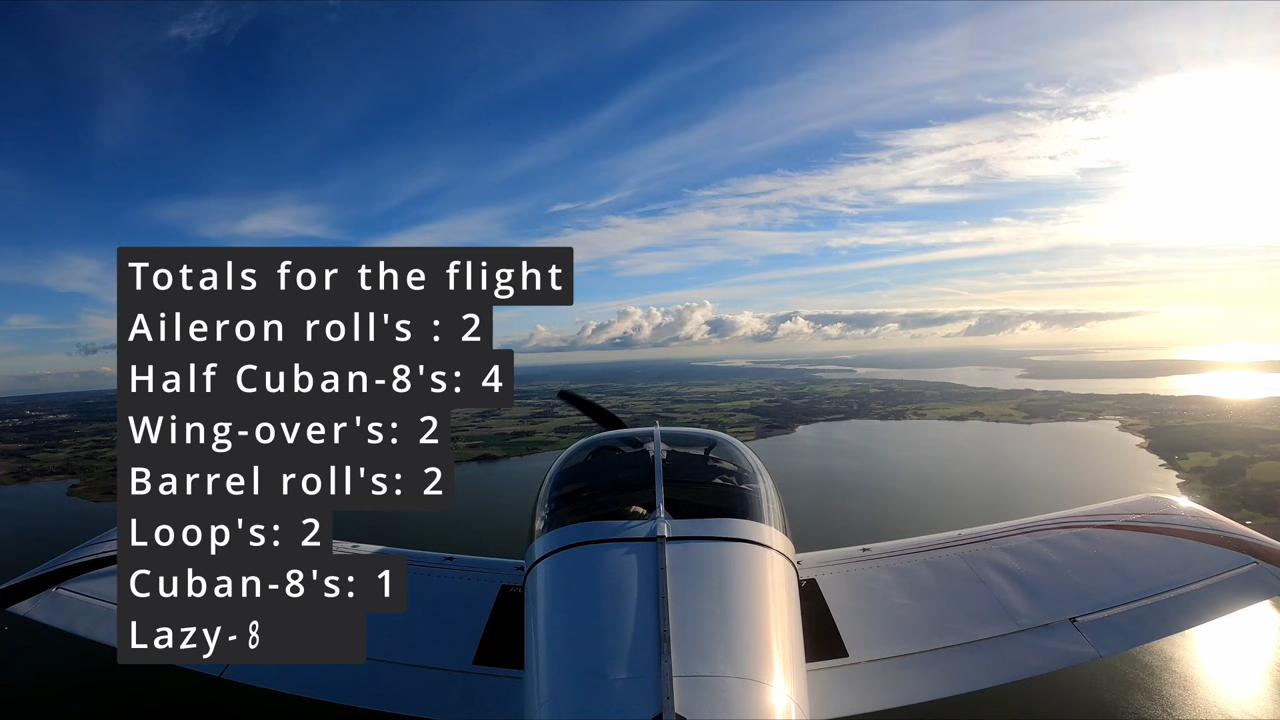 Totals for the flight
Aileron roll's : 2
Half Cuban-8's: 4
Wing-over's: 2
Barrel roll's: 2
Loop's: 2
Cuban-8's: 1
Lazy-8